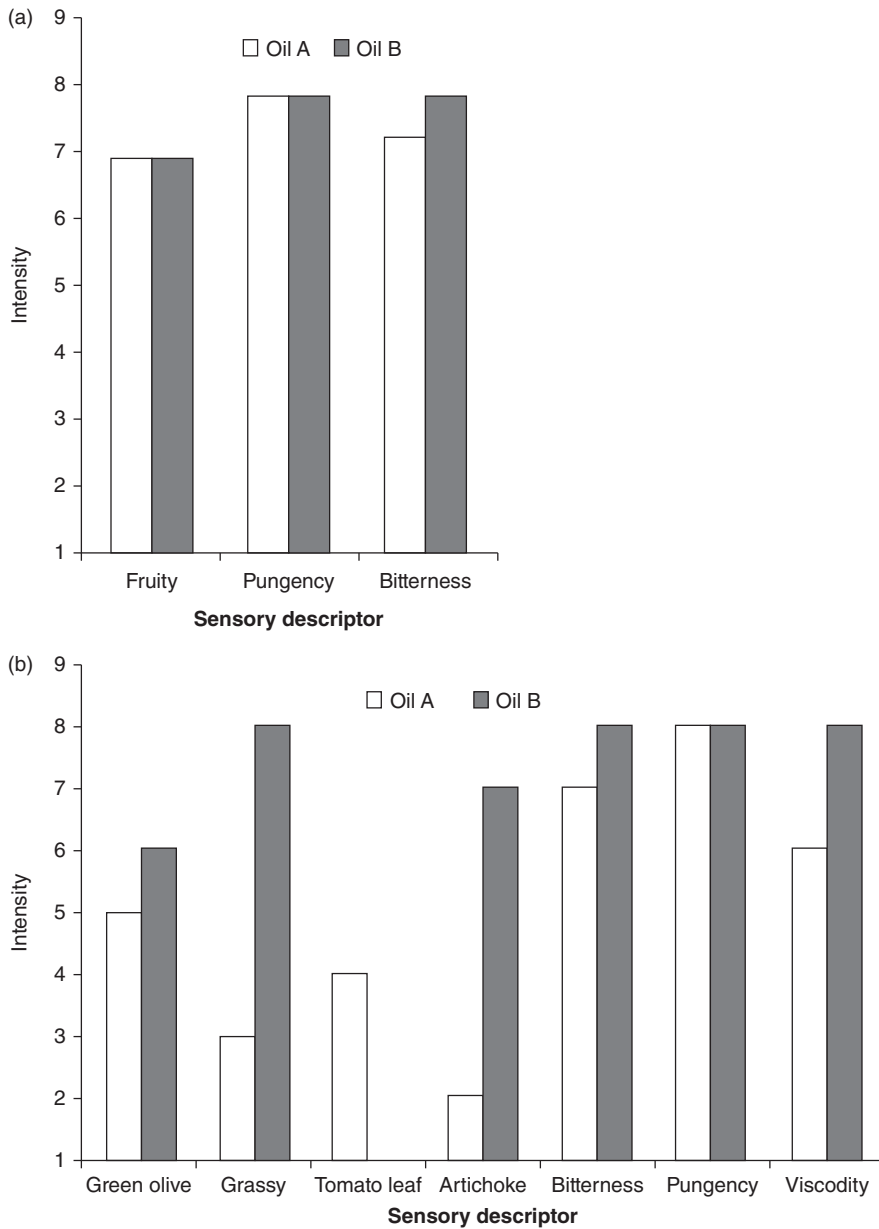 (a)
9
Oil A Oil B
8
7
6
5
4
3
2
1
Intensity
Fruity Pungency Bitterness
Sensory descriptor
(b)
9
Oil A Oil B
8
7
6
5
4
3
2
1
Intensity
Green olive Grassy Tomato leaf Artichoke Bitterness Pungency Viscodity
Sensory descriptor